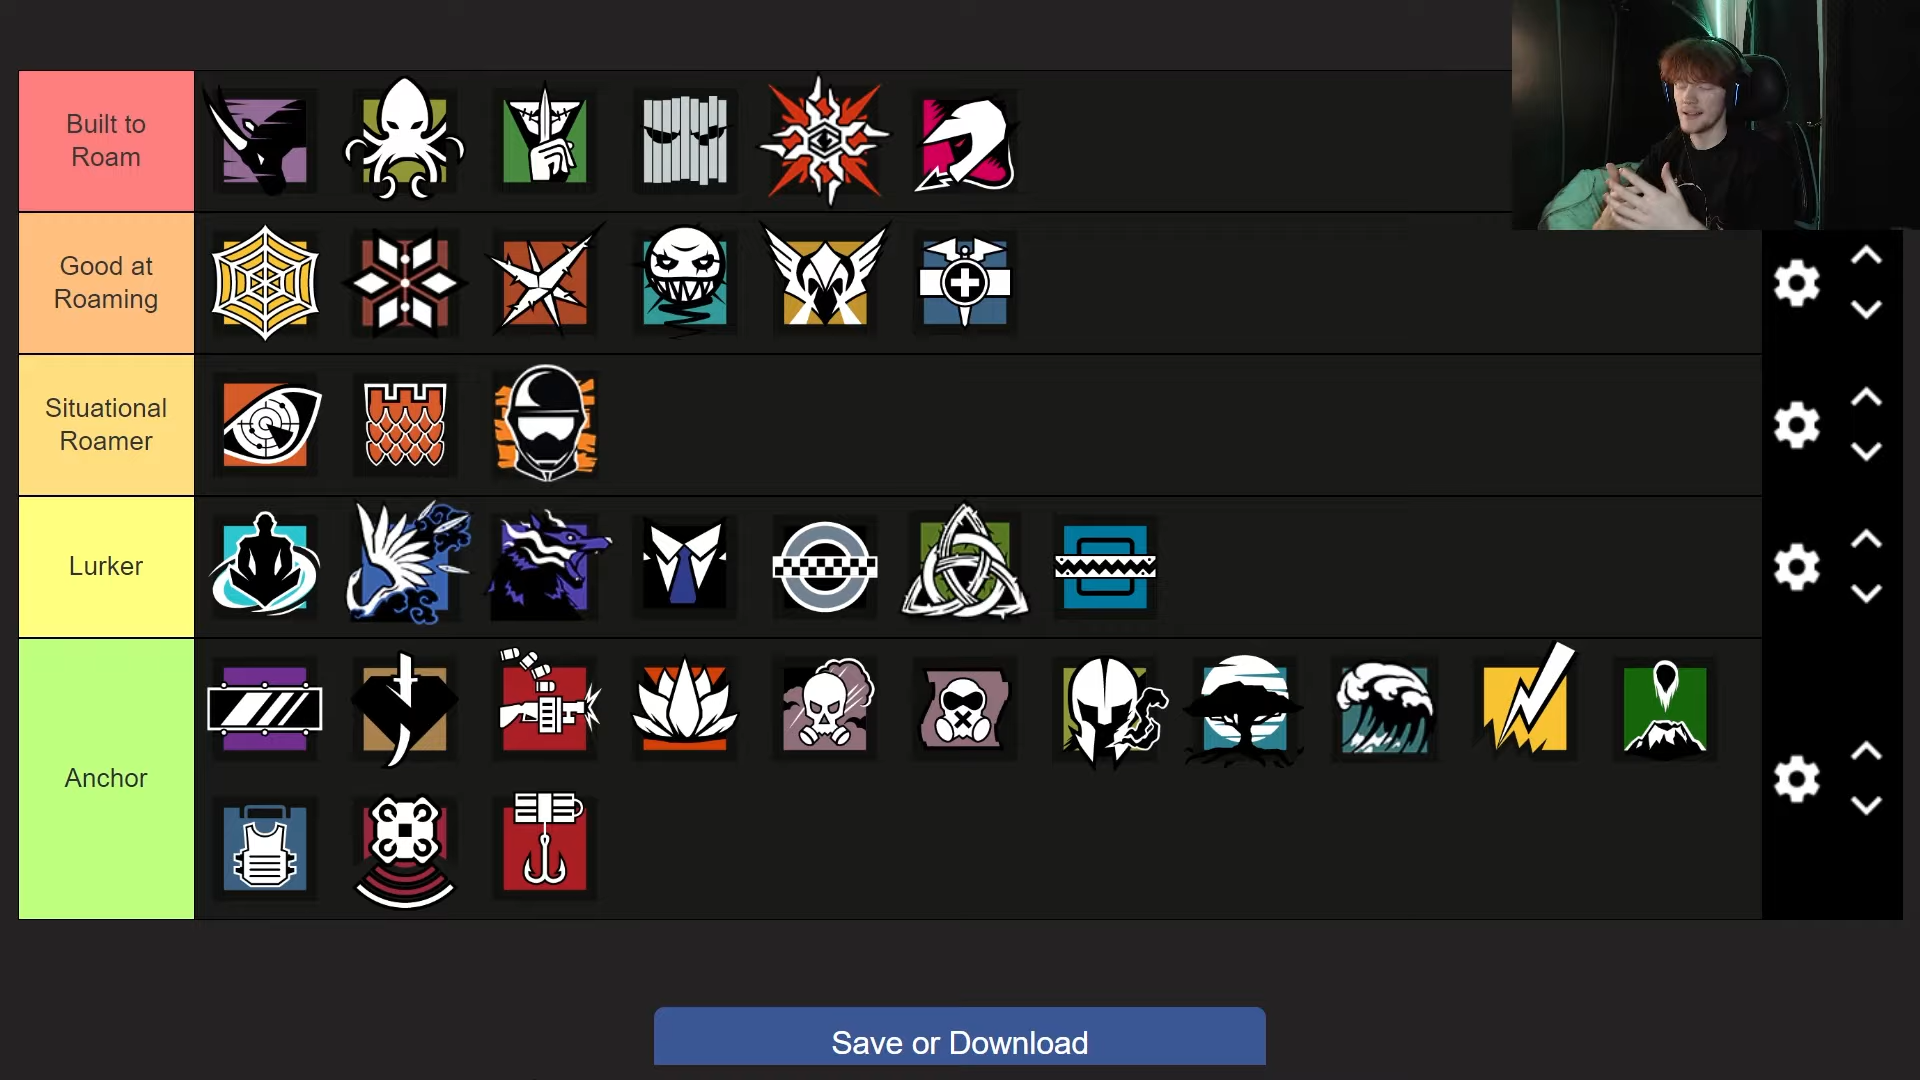 Built to
Roam
Good at
Roaming
Situational
Roamer
Lurker
Anchor
Save or Download